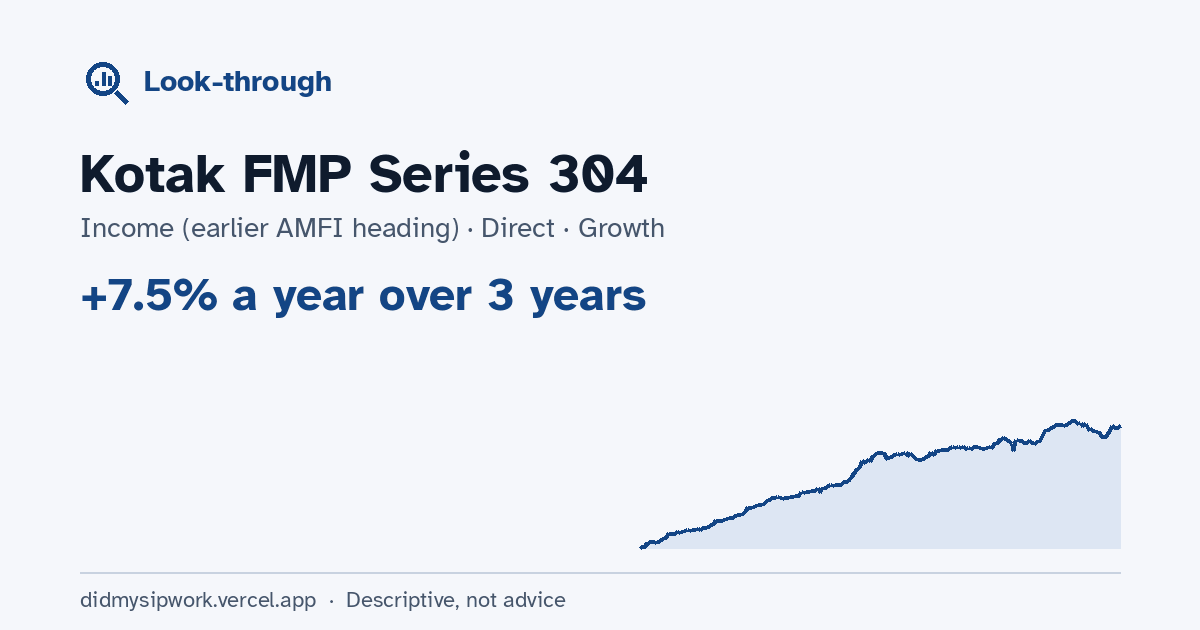 Look-through
Kotak FMP Series 304
Income (earlier AMFI heading) · Direct · Growth
+7.5% a year over 3 years
didmysipwork.vercel.app · Descriptive, not advice